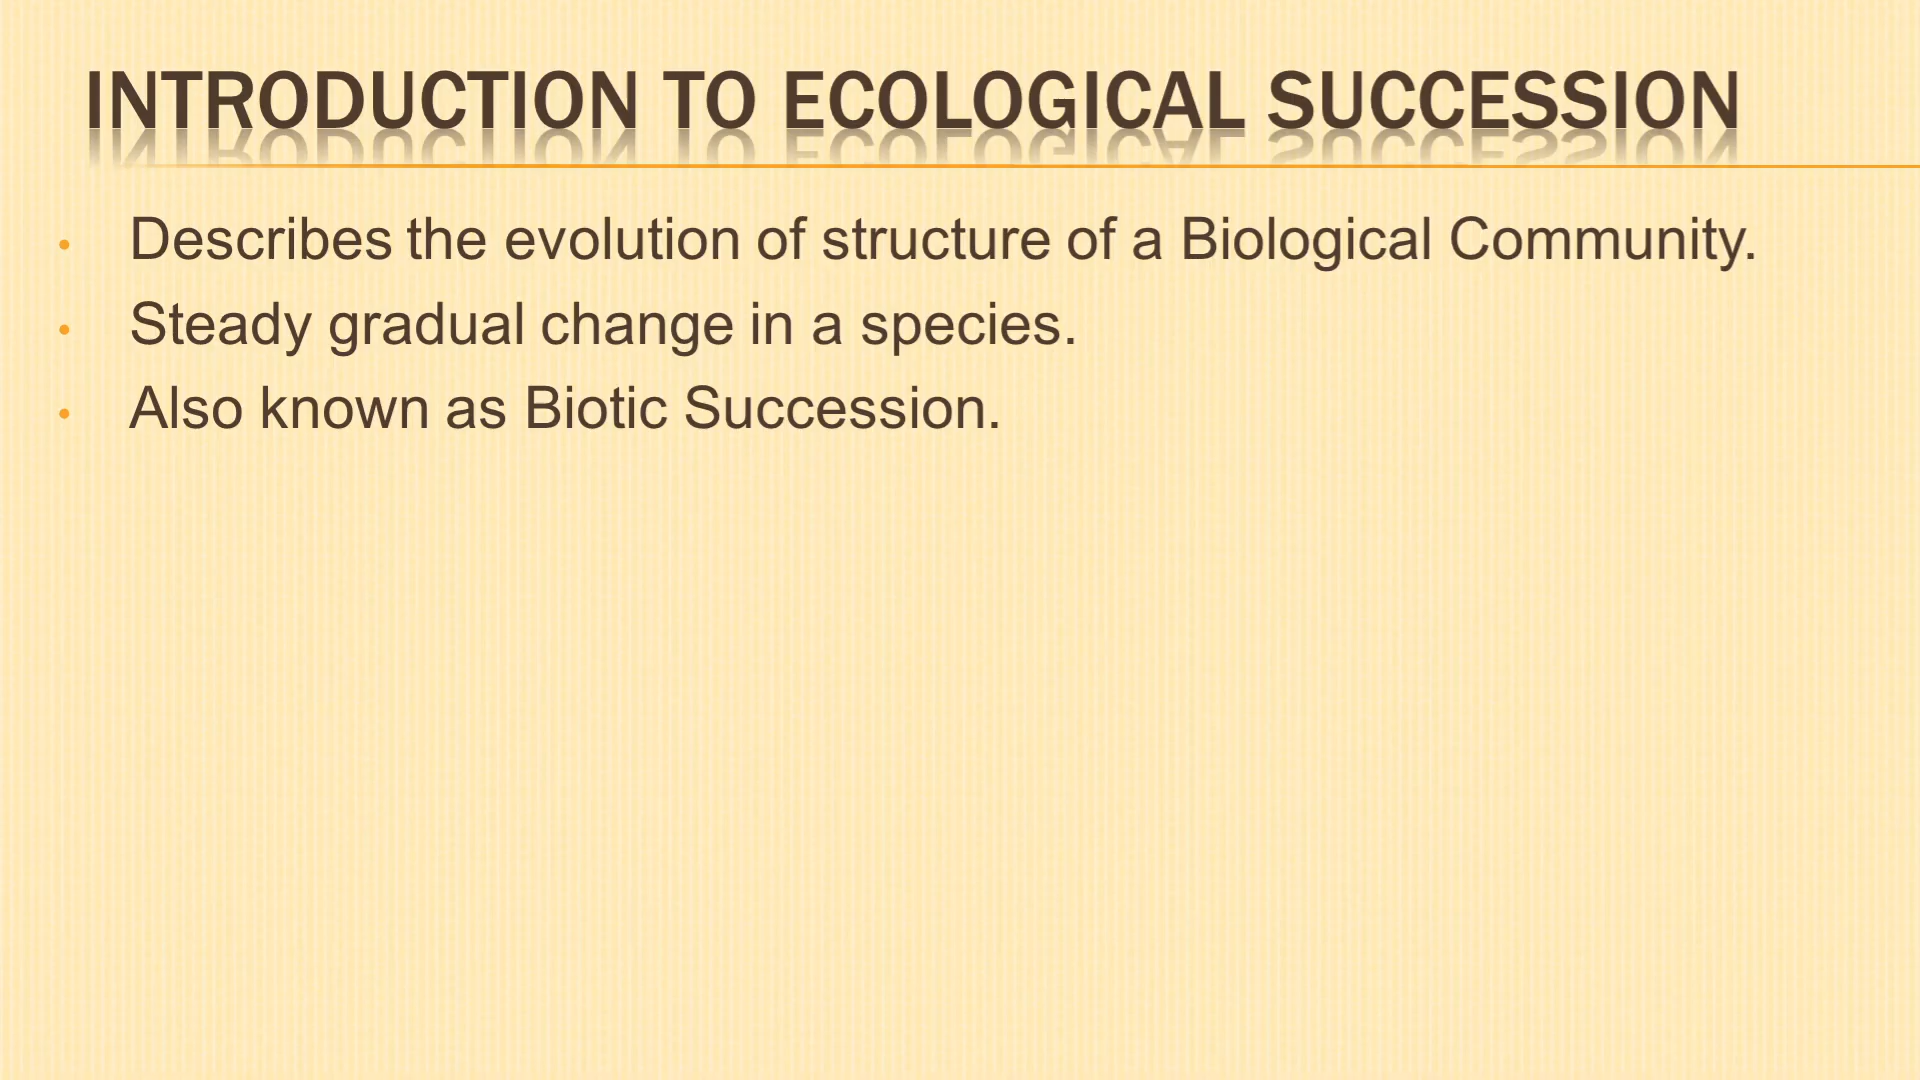 INTRODUCTION TO ECOLOGICAL SUCCESSION
• Describes the evolution of structure of a Biological Community.
• Steady gradual change in a species.
• Also known as Biotic Succession.